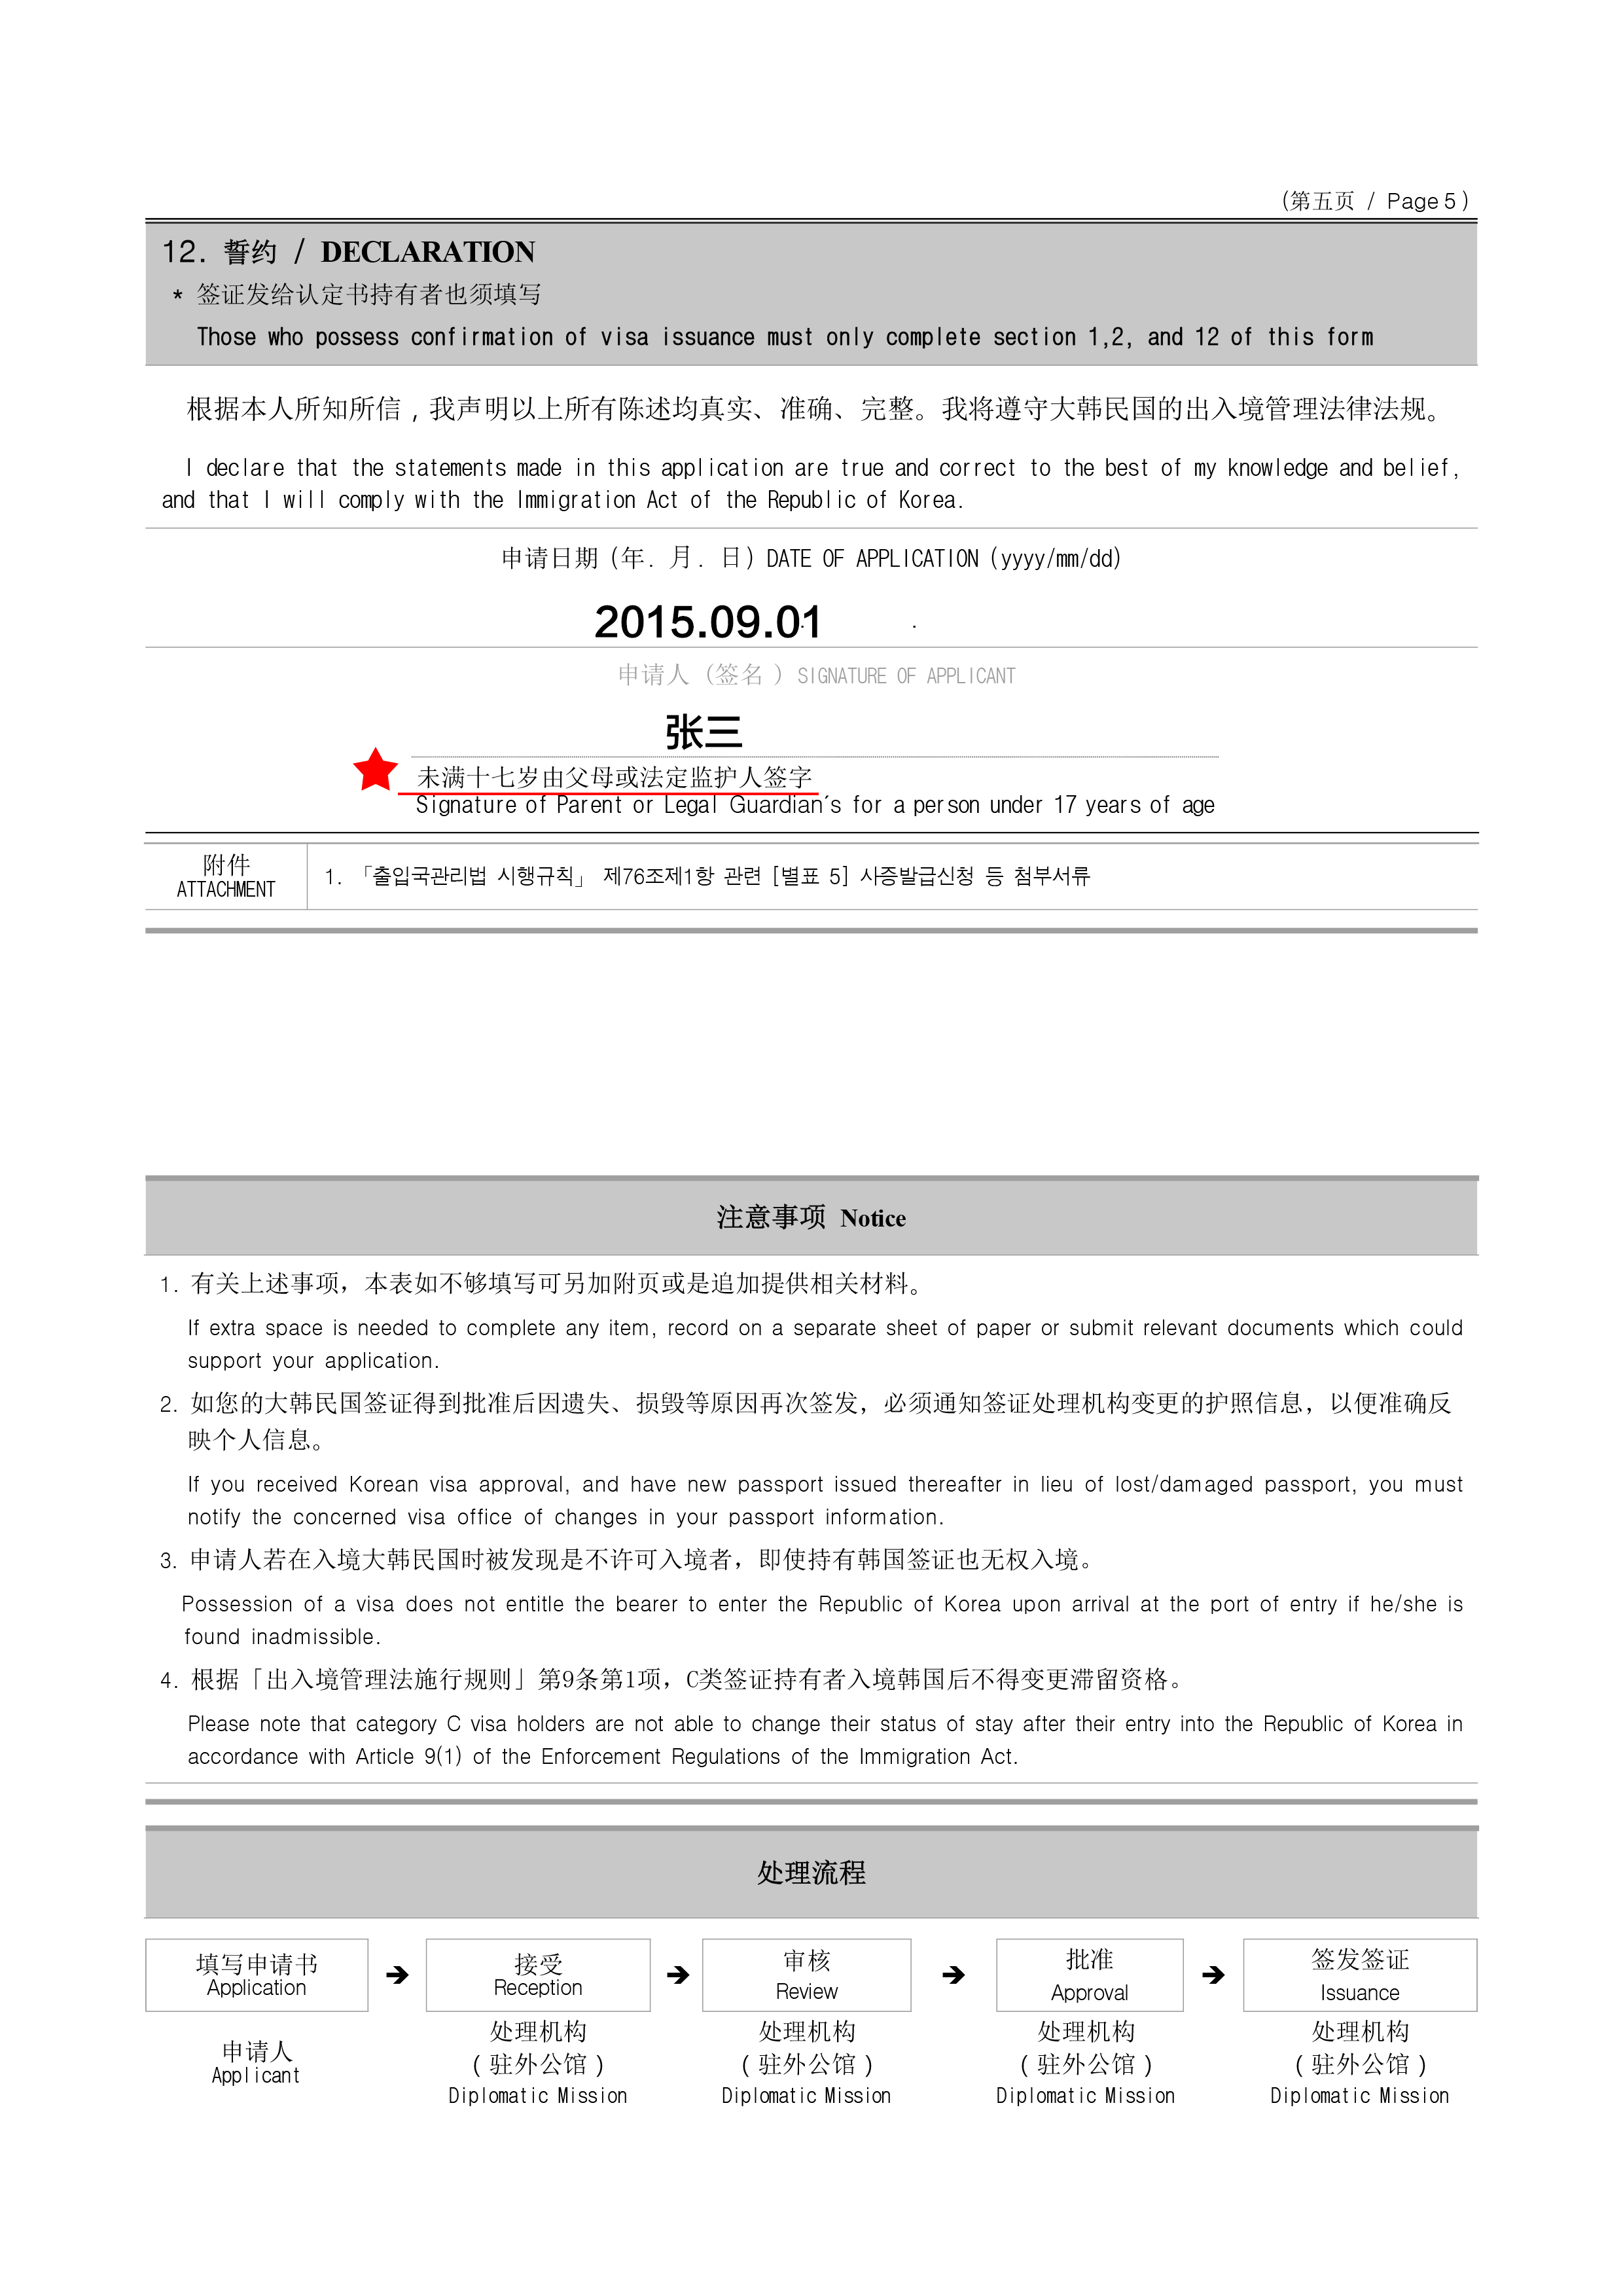 (第五页 / Page 5 )
12. 誓约 / DECLARATION
* 签证发给认定书持有者也须填写
Those who possess confirmation of visa issuance must only complete section 1,2, and 12 of this form
根据本人所知所信，我声明以上所有陈述均真实、准确、完整。我将遵守大韩民国的出入境管理法律法规。
I declare that the statements made in this application are true and correct to the best of my knowledge and belief,
and that I will comply with the Immigration Act of the Republic of Korea.
申请日期 (年. 月. 日) DATE OF APPLICATION (yyyy/mm/dd)
2015.09.01
申请人 (签名 ) SIGNATURE OF APPLICANT
张三
未满十七岁由父母或法定监护人签字
Signature of Parent or Legal Guardian´s for a person under 17 years of age
附件
ATTACHMENT
1. 「출입국관리법 시행규칙」 제76조제1항 관련 [별표 5] 사증발급신청 등 첨부서류
注意事项 Notice
1. 有关上述事项，本表如不够填写可另加附页或是追加提供相关材料。
If extra space is needed to complete any item, record on a separate sheet of paper or submit relevant documents which could
support your application.
2. 如您的大韩民国签证得到批准后因遗失、损毁等原因再次签发，必须通知签证处理机构变更的护照信息，以便准确反
映个人信息。
If you received Korean visa approval, and have new passport issued thereafter in lieu of lost/damaged passport, you must
notify the concerned visa office of changes in your passport information.
3. 申请人若在入境大韩民国时被发现是不许可入境者，即使持有韩国签证也无权入境。
Possession of a visa does not entitle the bearer to enter the Republic of Korea upon arrival at the port of entry if he/she is
found inadmissible.
4. 根据「出入境管理法施行规则」第9条第1项，C类签证持有者入境韩国后不得变更滞留资格。
Please note that category C visa holders are not able to change their status of stay after their entry into the Republic of Korea in
accordance with Article 9(1) of the Enforcement Regulations of the Immigration Act.
处理流程
填写申请书
Application
➔
接受
Reception
➔
审核
Review
➔
批准
Approval
➔
签发签证
Issuance
申请人
Applicant
处理机构
( 驻外公馆 )
Diplomatic Mission
处理机构
( 驻外公馆 )
Diplomatic Mission
处理机构
( 驻外公馆 )
Diplomatic Mission
处理机构
( 驻外公馆 )
Diplomatic Mission